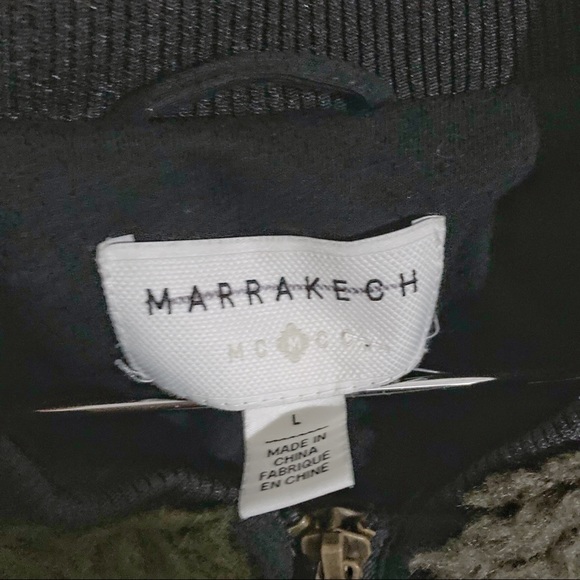 MARRAKECH
L
MADE IN
CHINA
FABRIQUE
EN CHINE